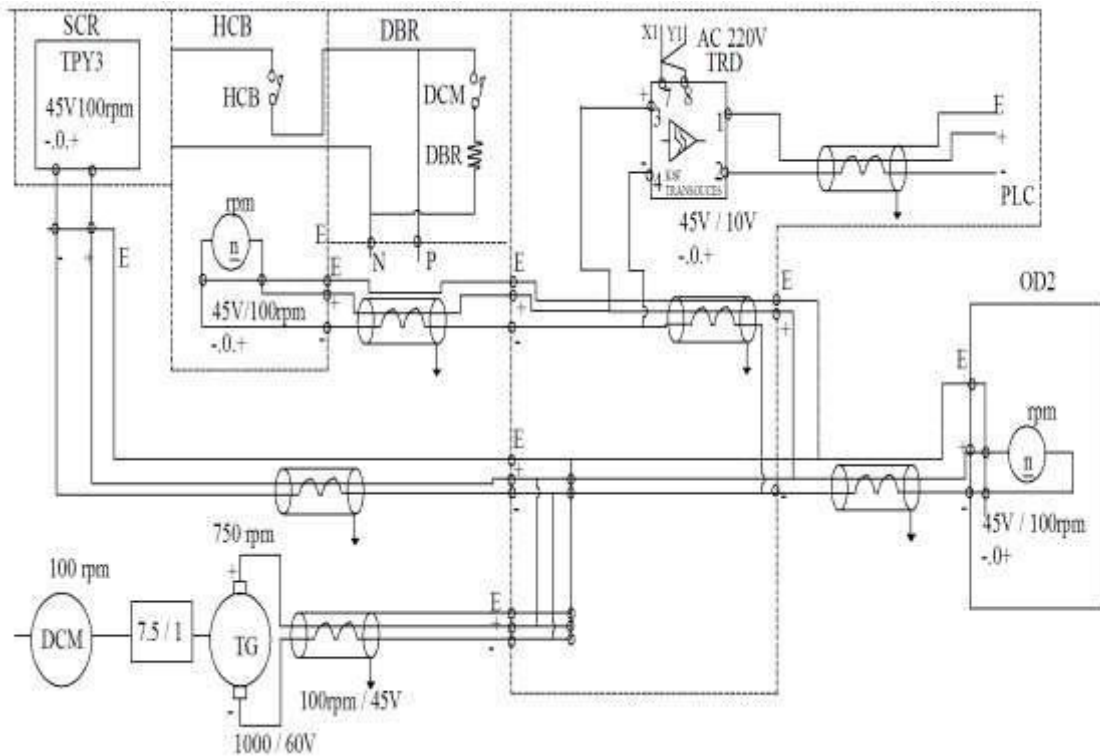 SCR
HCB
DBR
TPY3
45V100rpm
-.0.+
HCB
DCM
DBR
X1 Y1
AC 220V
TRD
+
7
8
3
1
-
4
2
45V / 10V
-.0.+
E
+
-
PLC
rpm
n
45V/100rpm
-.0.+
- + E
E
N
P
E
+
-
E
+
-
E
+
-
OD2
E
+
-
rpm
n
45V / 100rpm
-.0+
E
+
-
E
+
-
750 rpm
100 rpm
DCM
7.5 / 1
+
TG
-
100rpm / 45V
1000 / 60V